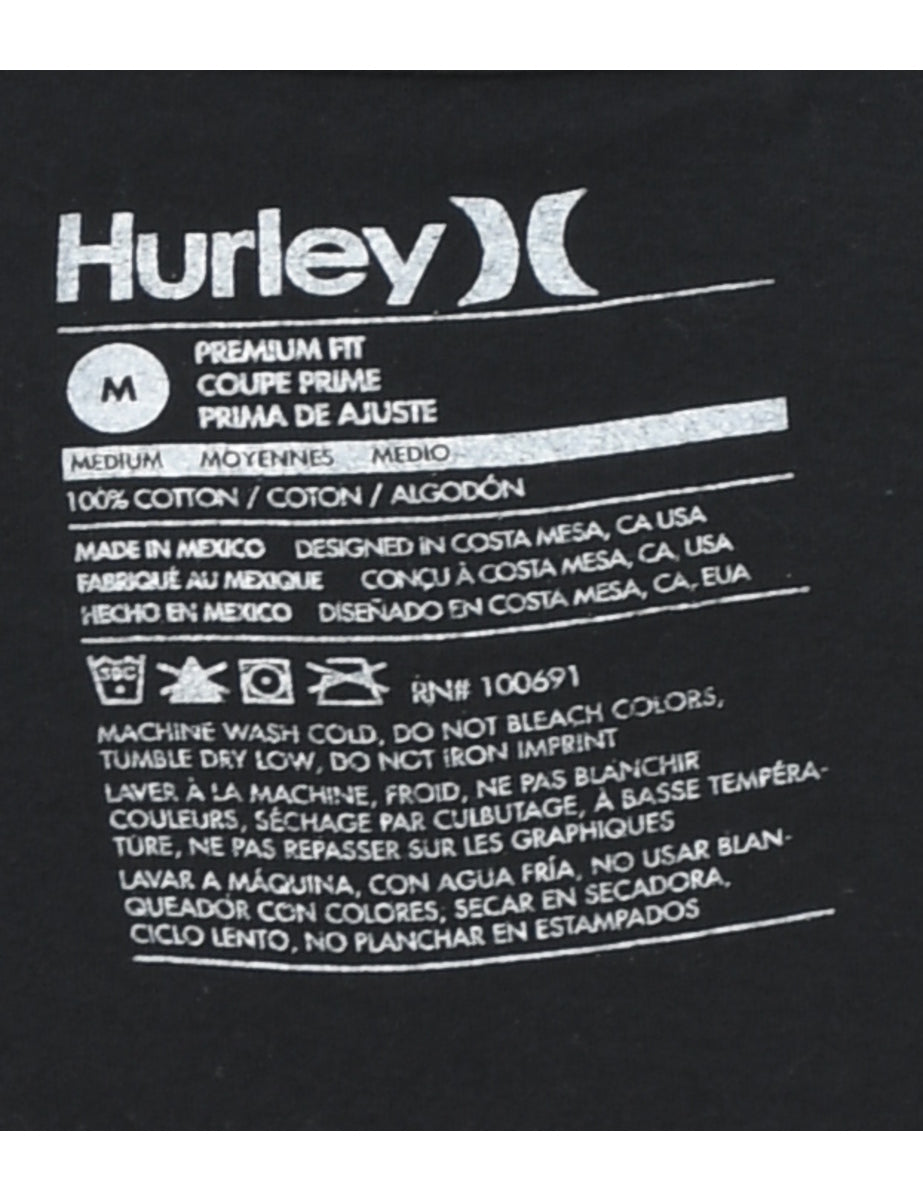 Hurley
M
PREMIUM FIT
COUPE PRIME
PRIMA DE AJUSTE
MEDIUM MOYENNES MEDIO
100% COTTON / COTON / ALGODÓN
MADE IN MEXICO DESIGNED IN COSTA MESA, CA USA
FABRIQUÉ AU MEXIQUE CONÇU À COSTA MESA, CA, USA
HECHO EN MEXICO DISEÑADO EN COSTA MESA, CA, EUA
RN# 100691
MACHINE WASH COLD, DO NOT BLEACH COLORS,
TUMBLE DRY LOW, DO NOT IRON IMPRINT
LAVER À LA MACHINE, FROID, NE PAS BLANCHIR
COULEURS, SÉCHAGE PAR CULBUTAGE, À BASSE TEMPÉRA-
TURE, NE PAS REPASSER SUR LES GRAPHIQUES
LAVAR A MÁQUINA, CON AGUA FRÍA, NO USAR BLAN-
QUEADOR CON COLORES, SECAR EN SECADORA,
CICLO LENTO, NO PLANCHAR EN ESTAMPADOS